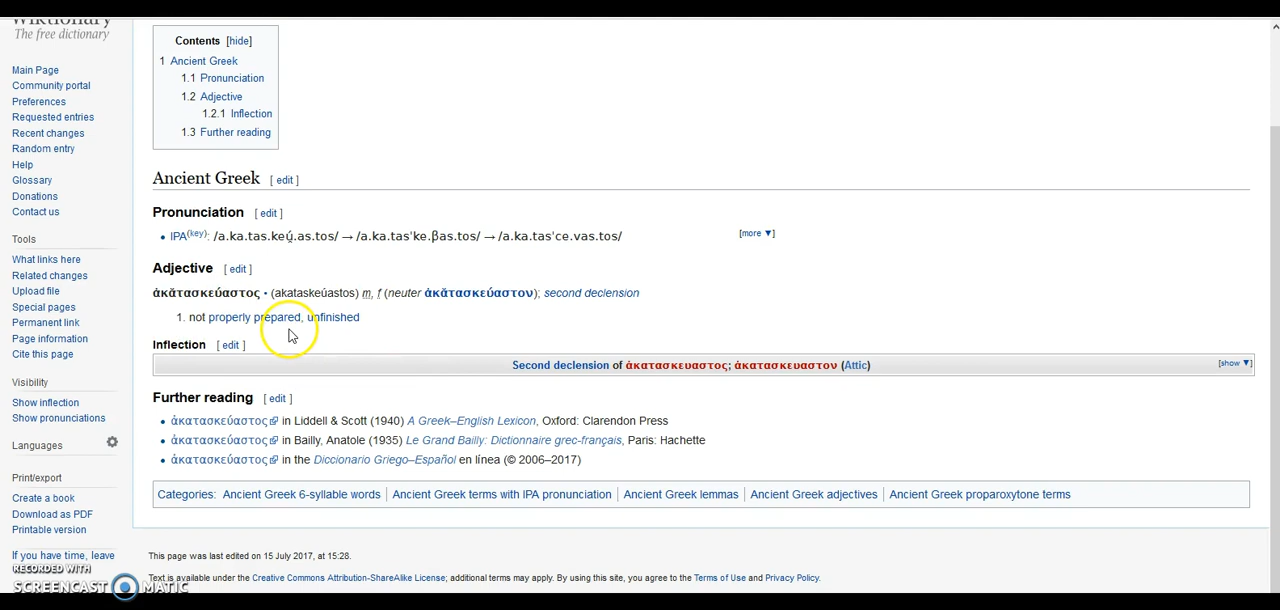 Wiktionary
The free dictionary
Main Page
Community portal
Preferences
Requested entries
Recent changes
Random entry
Help
Glossary
Donations
Contact us
Tools
What links here
Related changes
Upload file
Special pages
Permanent link
Page information
Cite this page
Visibility
Show inflection
Show pronunciations
Languages
Print/export
Create a book
Download as PDF
Printable version
If you have time, leave
Contents [hide]
1 Ancient Greek
1.1 Pronunciation
1.2 Adjective
1.2.1 Inflection
1.3 Further reading
Ancient Greek [ edit ]
Pronunciation [ edit ]
• IPA(key): /a.ka.tas.keú̯.as.tos/ → /a.ka.tasˈke.βas.tos/ → /a.ka.tasˈce.vas.tos/ [more ▼]
Adjective [ edit ]
ἀκᾰτασκεύαστος • (akataskeúastos) m, f (neuter ἀκᾰτασκεύαστον); second declension
1. not properly prepared, unfinished
Inflection [ edit ]
Second declension of ἀκατασκευαστος; ἀκατασκευαστον (Attic) [show ▼]
Further reading [ edit ]
• ἀκατασκεύαστος in Liddell & Scott (1940) A Greek–English Lexicon, Oxford: Clarendon Press
• ἀκατασκεύαστος in Bailly, Anatole (1935) Le Grand Bailly: Dictionnaire grec-français, Paris: Hachette
• ἀκατασκεύαστος in the Diccionario Griego–Español en línea (© 2006–2017)
Categories: Ancient Greek 6-syllable words | Ancient Greek terms with IPA pronunciation | Ancient Greek lemmas | Ancient Greek adjectives | Ancient Greek proparoxytone terms
This page was last edited on 15 July 2017, at 15:28.
Text is available under the Creative Commons Attribution-ShareAlike License; additional terms may apply. By using this site, you agree to the Terms of Use and Privacy Policy.
RECORDED WITH
SCREENCAST MATIC